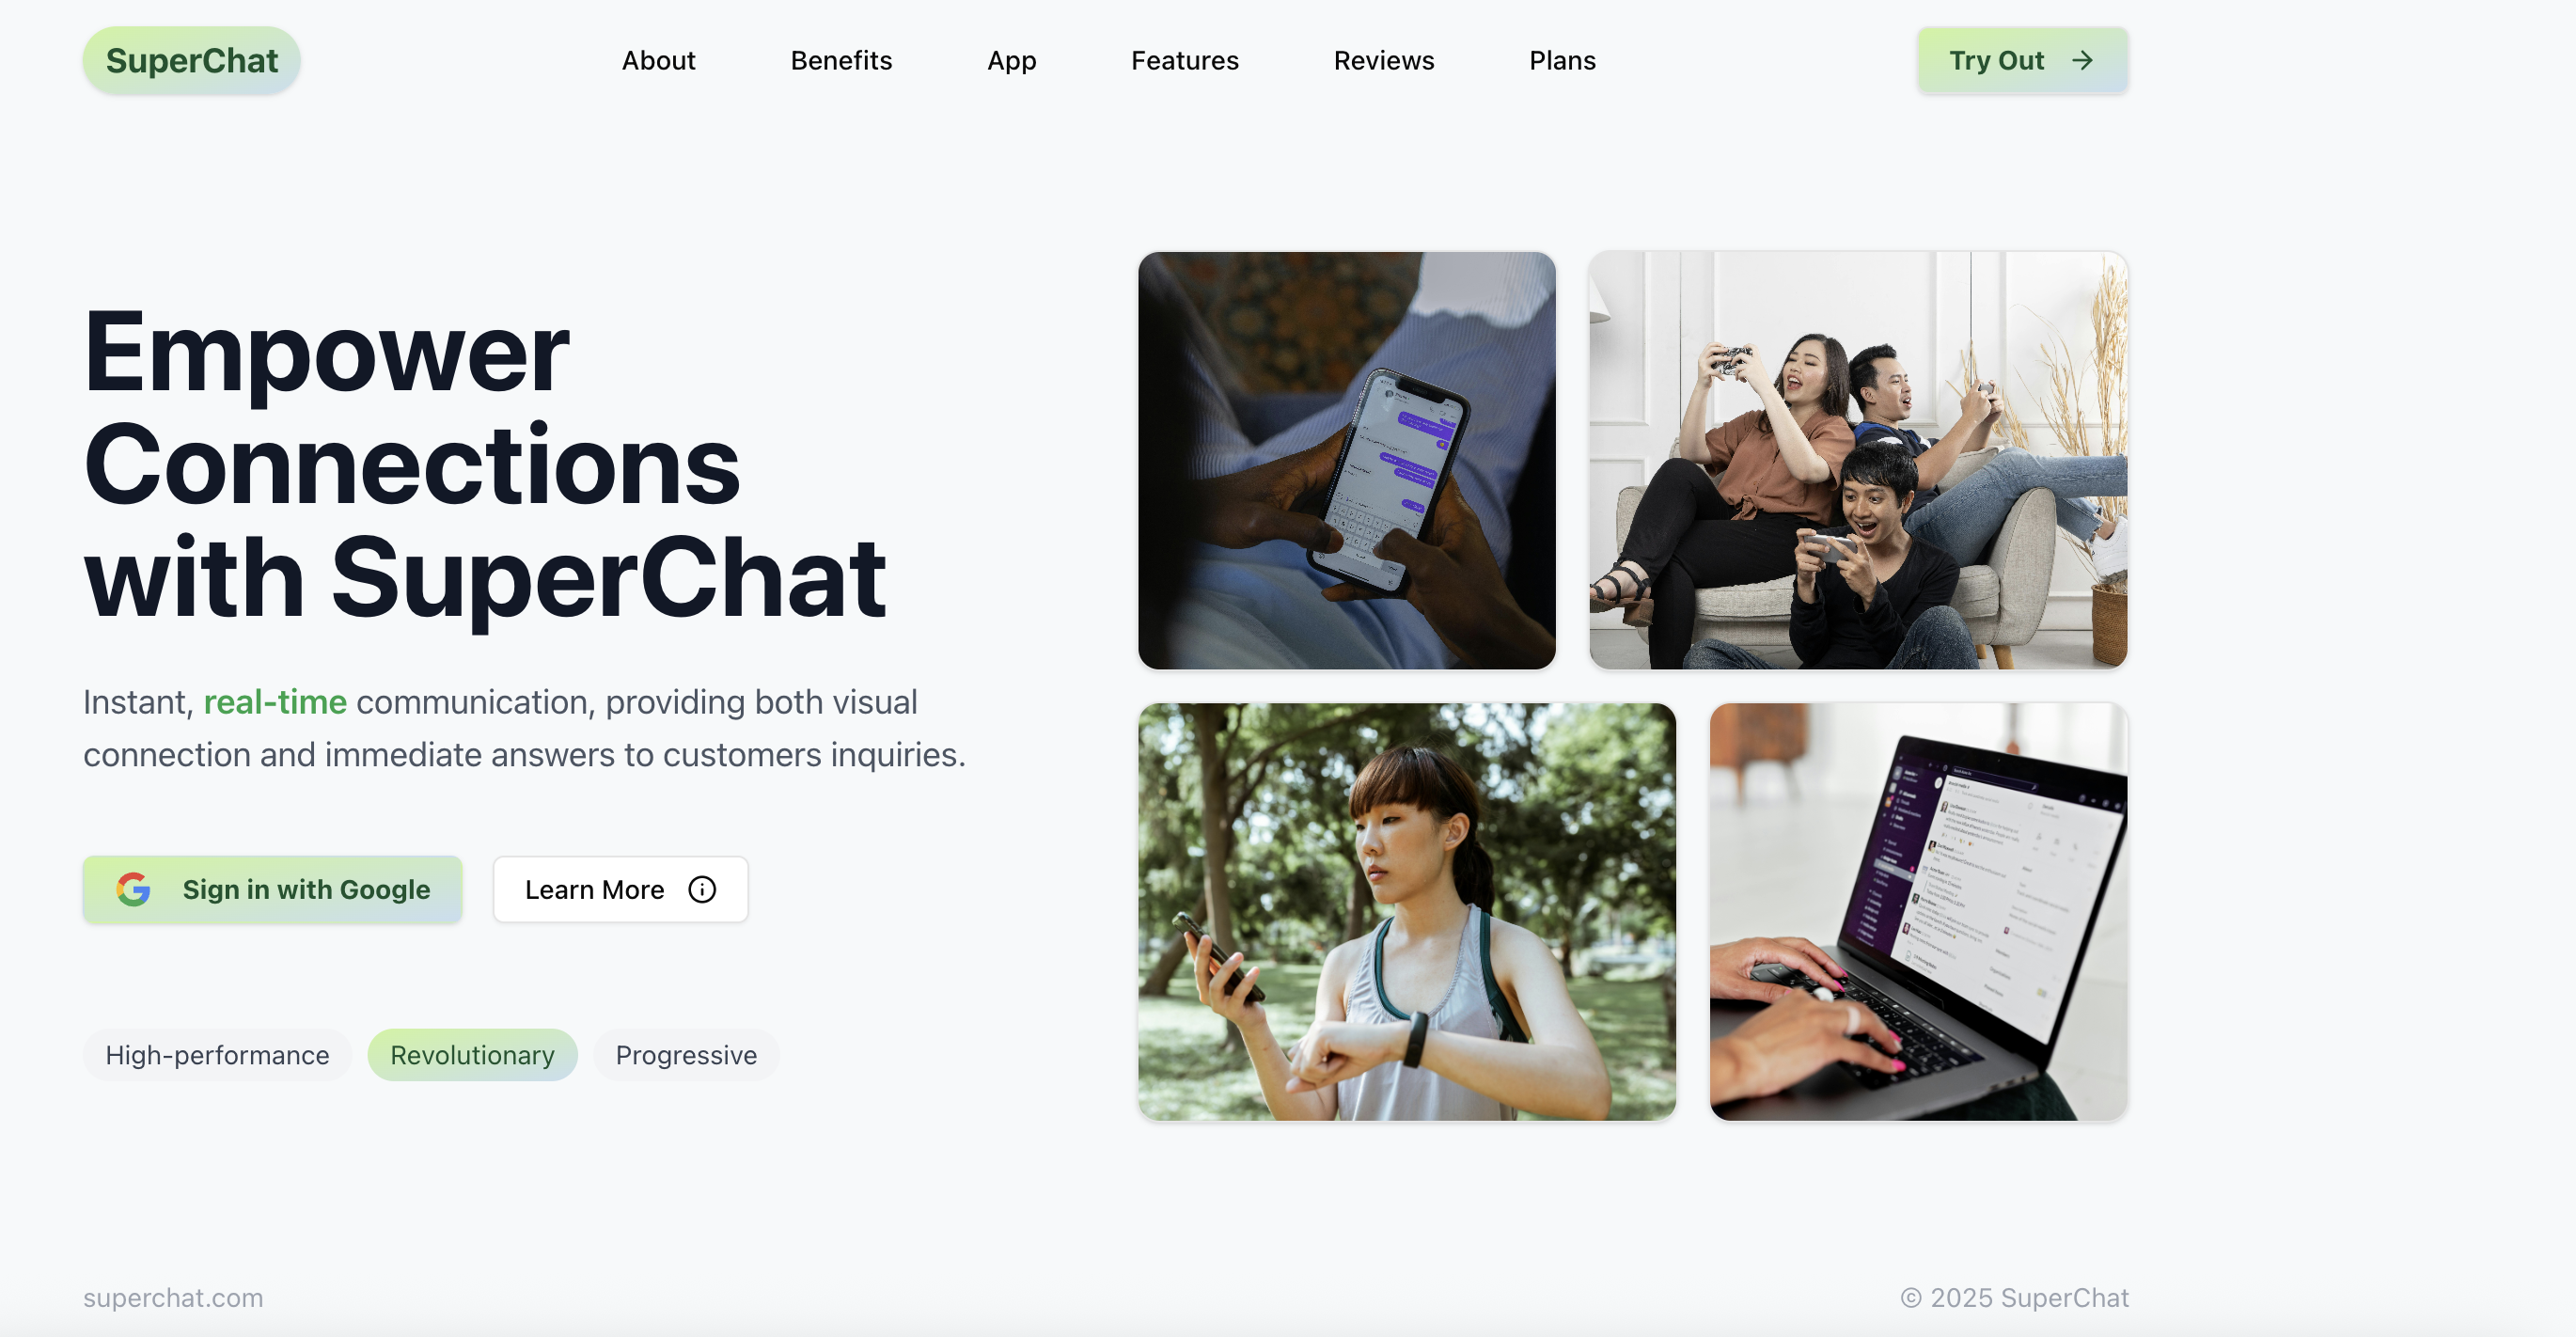 SuperChat
About
Benefits
App
Features
Reviews
Plans
Try Out
Empower
Connections
with SuperChat
Instant, real-time communication, providing both visual
connection and immediate answers to customers inquiries.
Sign in with Google
Learn More
High-performance
Revolutionary
Progressive
superchat.com
© 2025 SuperChat